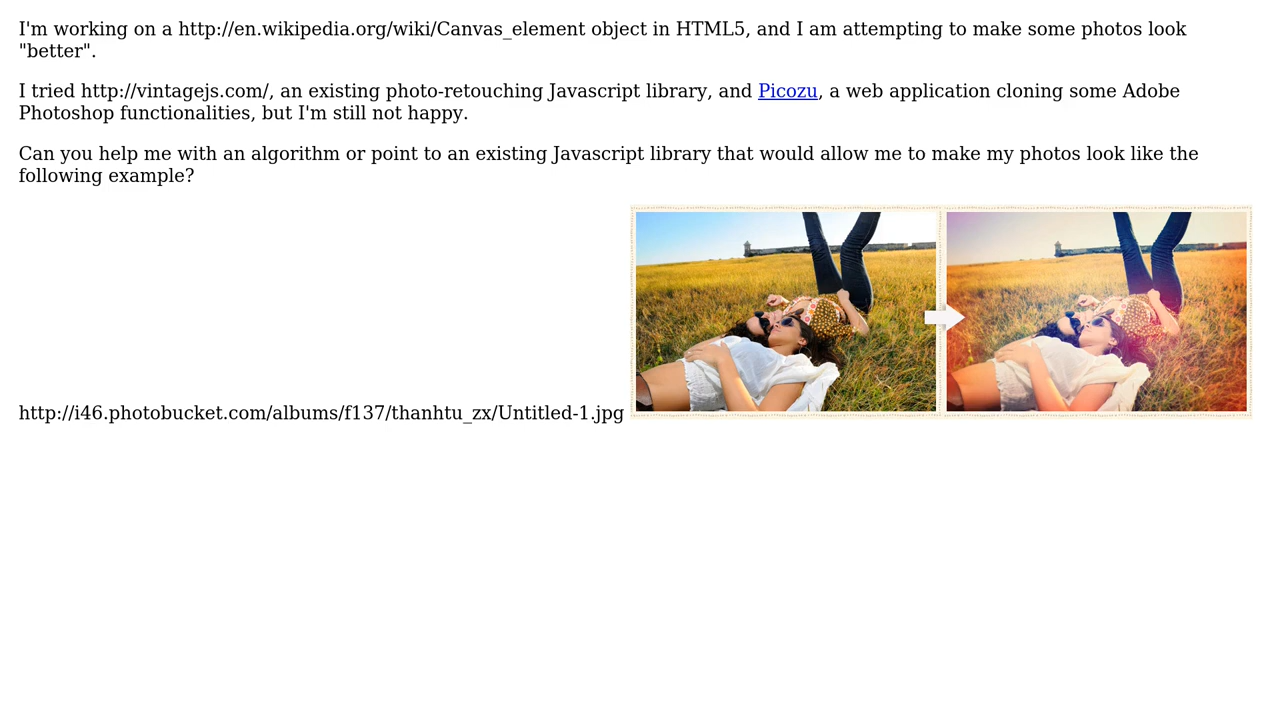 I'm working on a http://en.wikipedia.org/wiki/Canvas_element object in HTML5, and I am attempting to make some photos look
"better".
I tried http://vintagejs.com/, an existing photo-retouching Javascript library, and Picozu, a web application cloning some Adobe
Photoshop functionalities, but I'm still not happy.
Can you help me with an algorithm or point to an existing Javascript library that would allow me to make my photos look like the
following example?
http://i46.photobucket.com/albums/f137/thanhtu_zx/Untitled-1.jpg